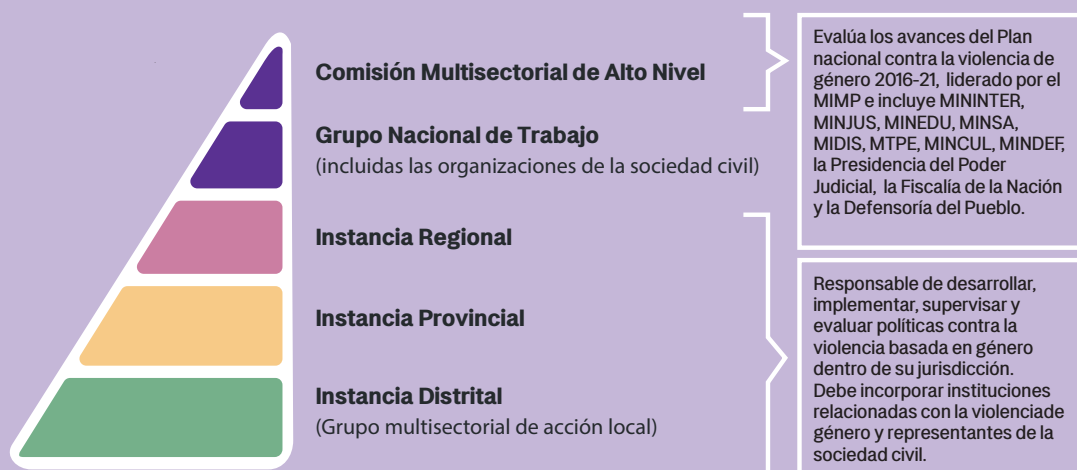 Comisión Multisectorial de Alto Nivel
Grupo Nacional de Trabajo
(incluidas las organizaciones de la sociedad civil)
Instancia Regional
Instancia Provincial
Instancia Distrital
(Grupo multisectorial de acción local)
Evalúa los avances del Plan
nacional contra la violencia de
género 2016-21, liderado por el
MIMP e incluye MININTER,
MINJUS, MINEDU, MINSA,
MIDIS, MTPE, MINCUL, MINDEF,
la Presidencia del Poder
Judicial, la Fiscalía de la Nación
y la Defensoría del Pueblo.
Responsable de desarrollar,
implementar, supervisar y
evaluar políticas contra la
violencia basada en género
dentro de su jurisdicción.
Debe incorporar instituciones
relacionadas con la violenciade
género y representantes de la
sociedad civil.